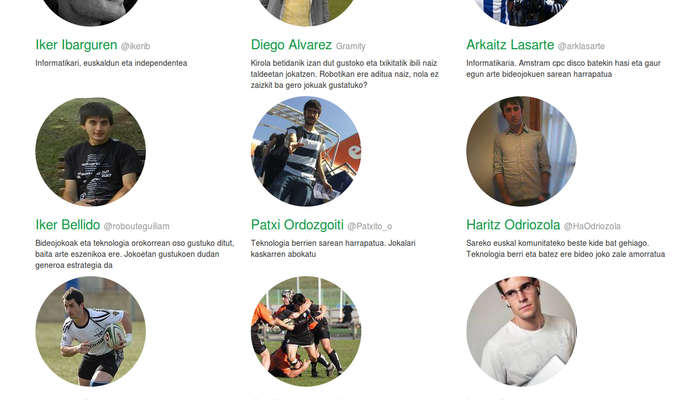 Iker Ibarguren @ikerib
Informatikari, euskaldun eta independentea
Diego Alvarez Gramity
Kirola betidanik izan dut gustoko eta txikitatik ibili naiz
taldeetan jokatzen. Robotikan ere aditua naiz, nola ez
zaizkit ba gero jokuak gustatuko?
Arkaitz Lasarte @arklasarte
Informatikaria. Amstram cpc disco batekin hasi eta gaur
egun arte bideojokuen sarean harrapatua
Iker Bellido @robouteguiliam
Bideojokoak eta teknologia orokorrean oso gustuko ditut,
baita arte eszenikoa ere. Jokoetan gustukoen dudan
generoa estrategia da
Patxi Ordozgoiti @Patxito_o
Teknologia berrien sarean harrapatua. Jokalari
kaskarren abokatu
Haritz Odriozola @HaOdriozola
Sareko euskal komunitateko beste kide bat gehiago.
Teknologia berri eta batez ere bideo joko zale amorratua